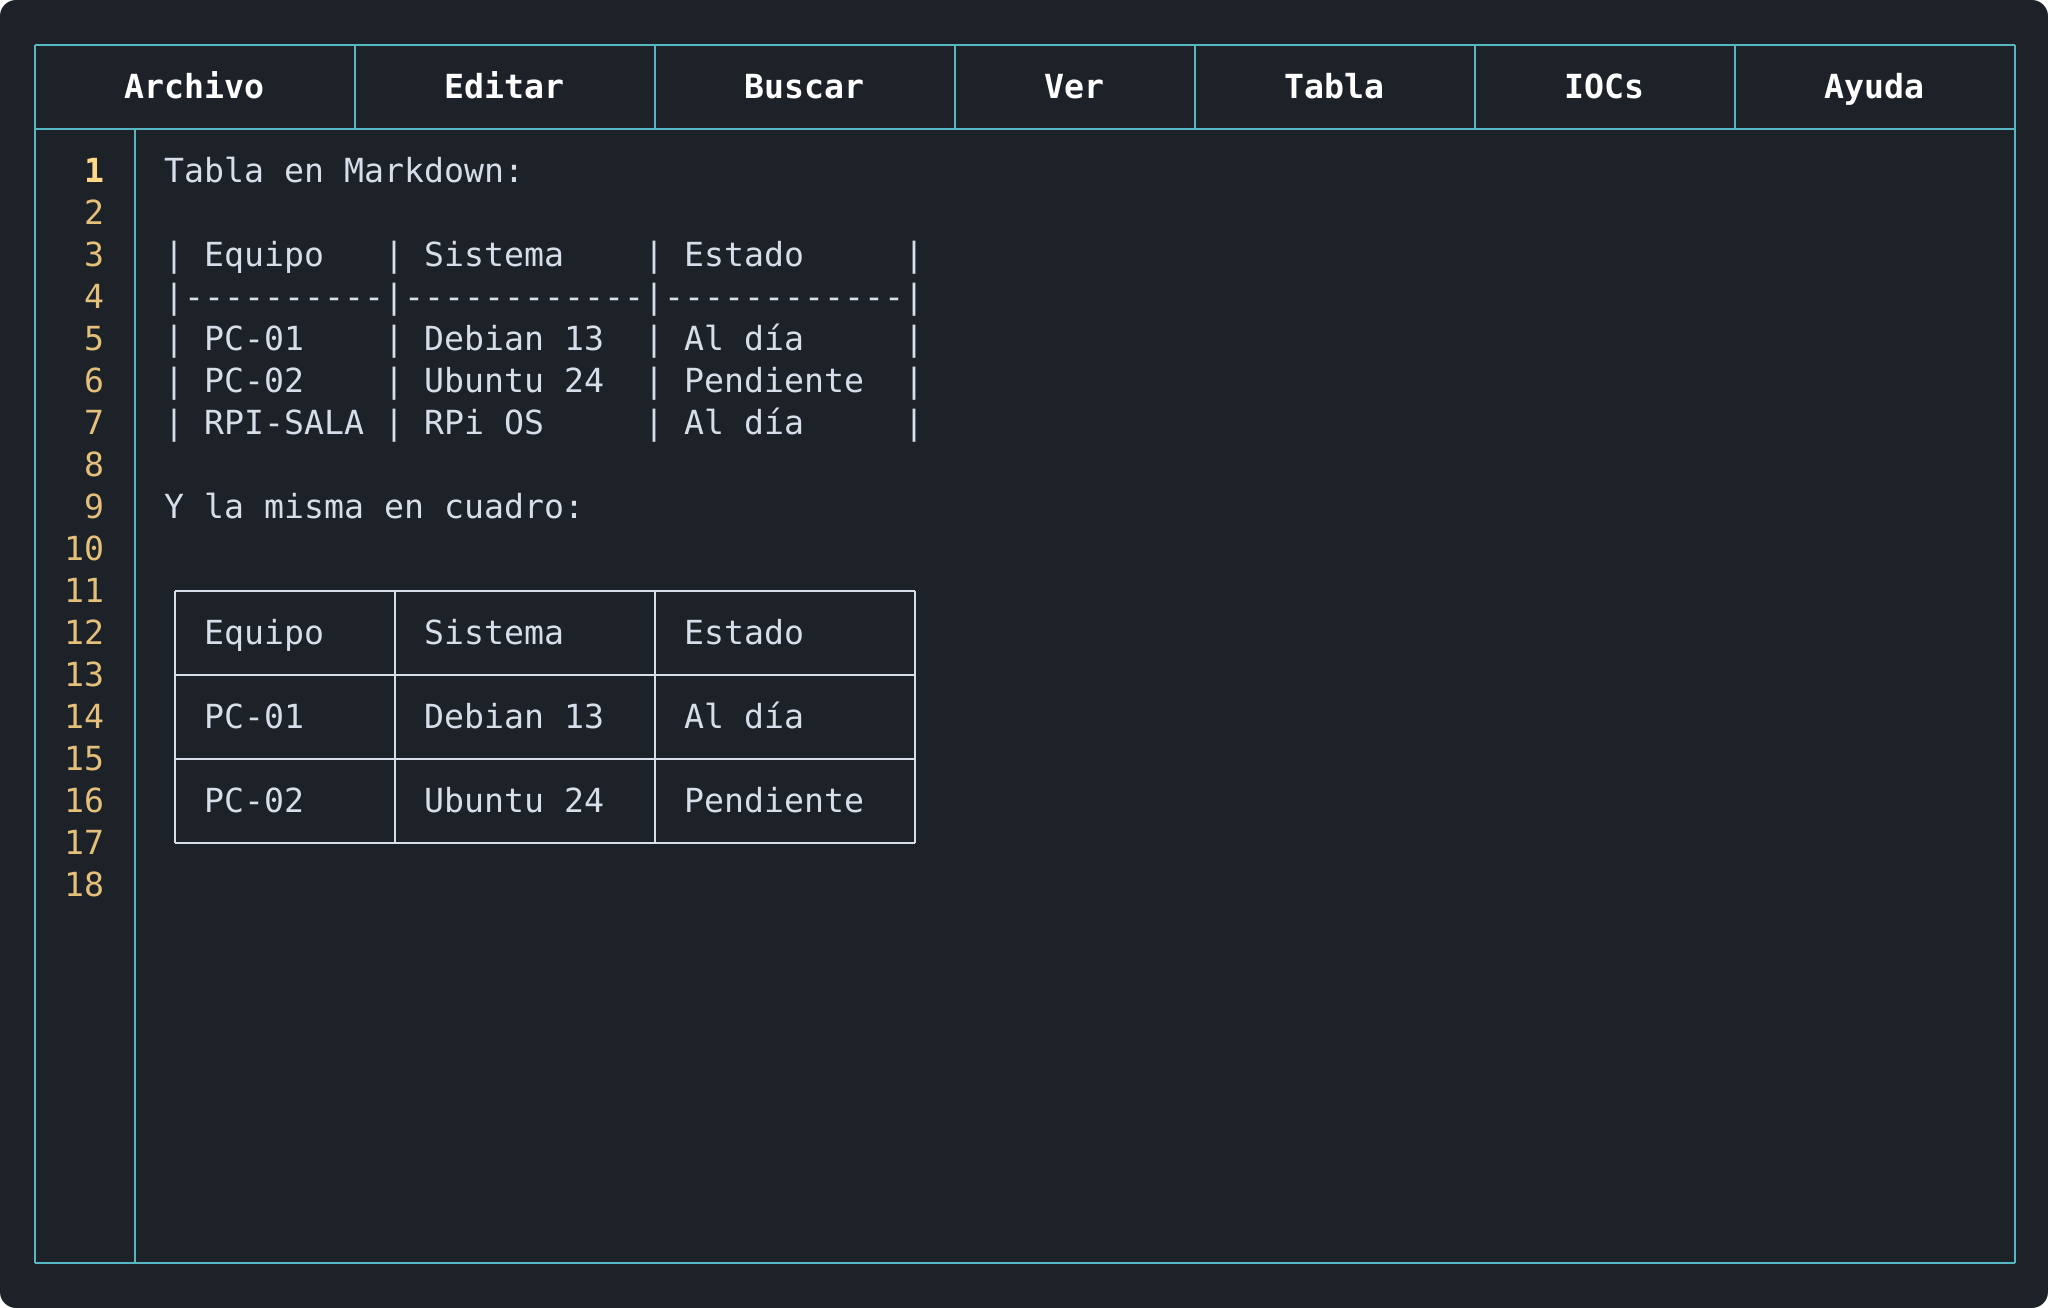 Archivo Editar Buscar Ver Tabla IOCs Ayuda
1 Tabla en Markdown:
2
3 | Equipo   | Sistema    | Estado     |
4 |----------|------------|------------|
5 | PC-01    | Debian 13  | Al día     |
6 | PC-02    | Ubuntu 24  | Pendiente  |
7 | RPI-SALA | RPi OS     | Al día     |
8
9 Y la misma en cuadro:
10
11
12 Equipo Sistema Estado
13
14 PC-01 Debian 13 Al día
15
16 PC-02 Ubuntu 24 Pendiente
17
18